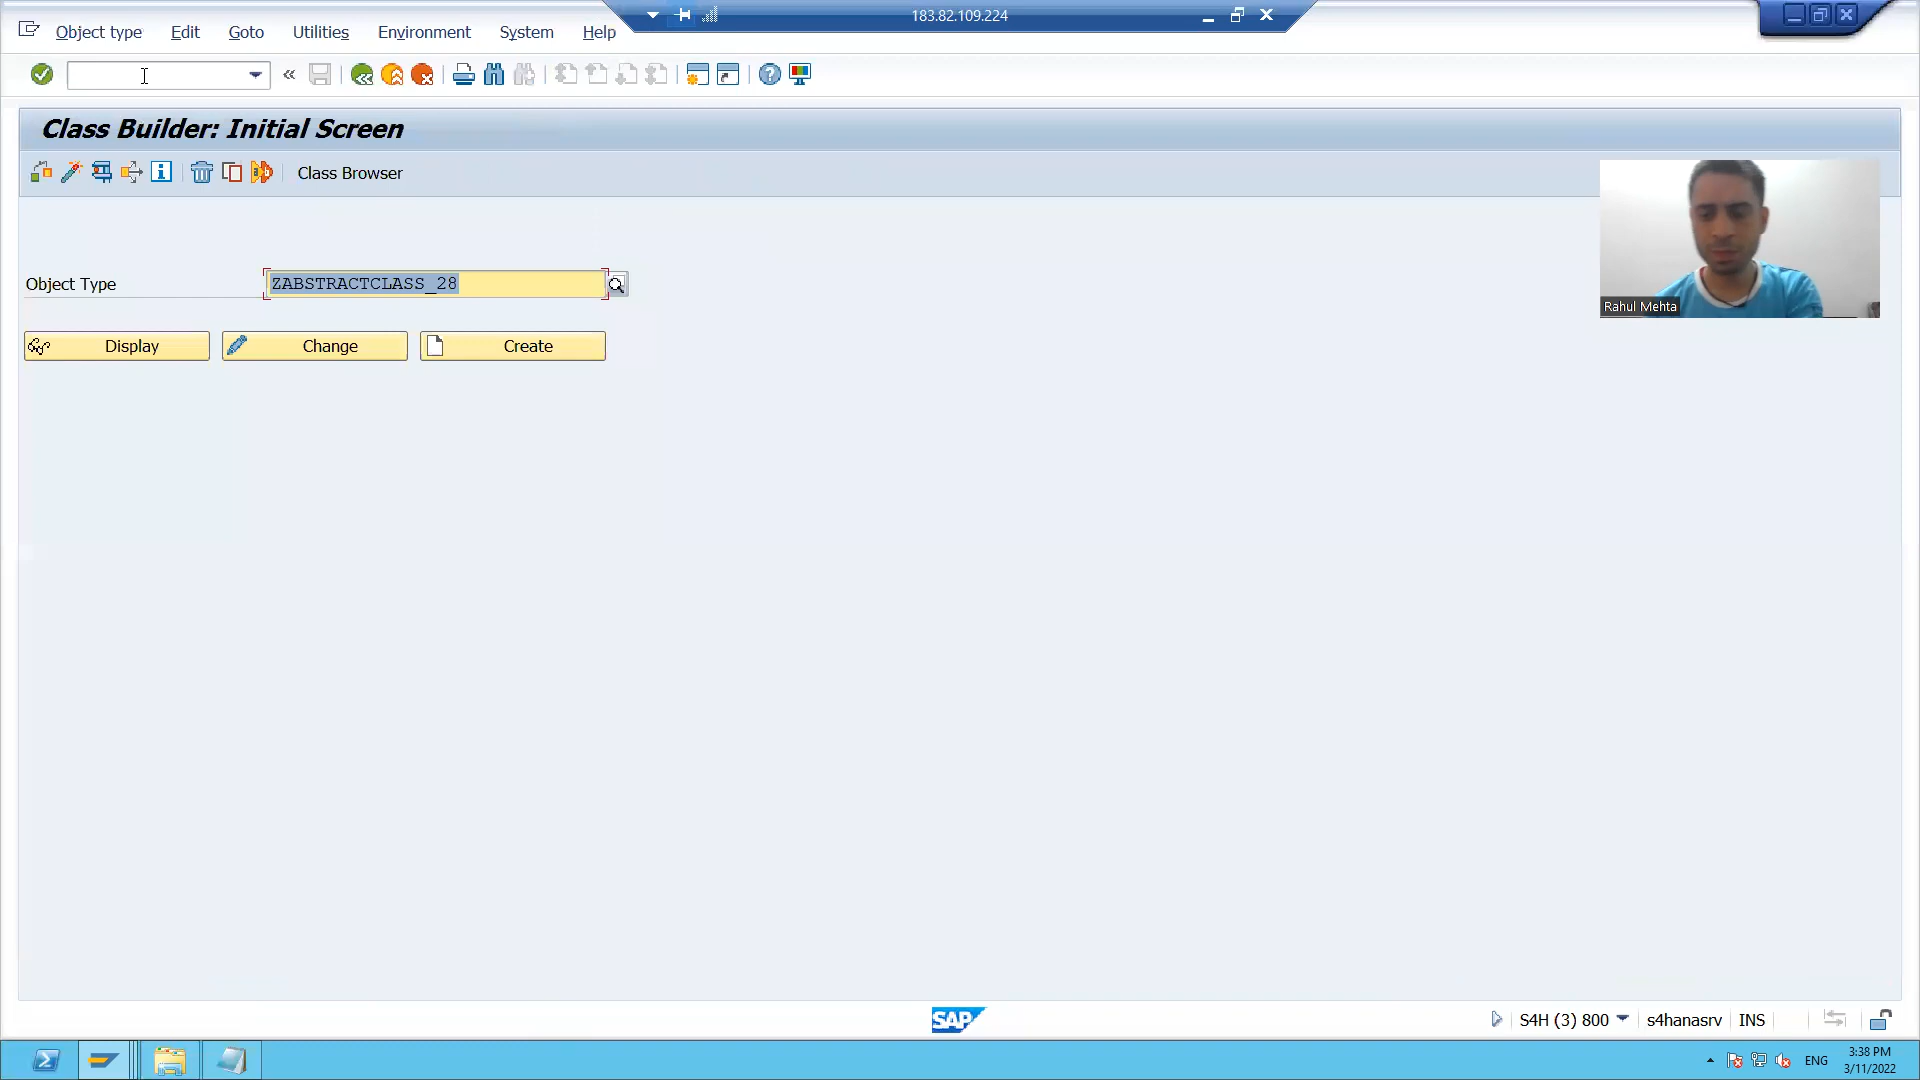 183.82.109.224
Object type Edit Goto Utilities Environment System Help
Class Builder: Initial Screen
Class Browser
Rahul Mehta
Object Type ZABSTRACTCLASS_28
Display Change Create
SAP
S4H (3) 800 s4hanasrv INS
ENG
3:38 PM
3/11/2022